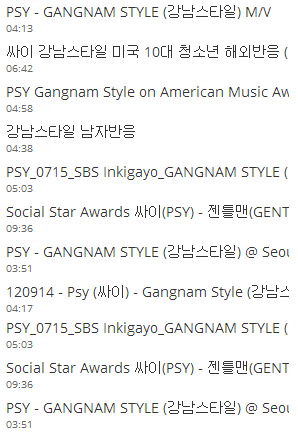 PSY - GANGNAM STYLE (강남스타일) M/V
04:13
싸이 강남스타일 미국 10대 청소년 해외반응 (
06:42
PSY Gangnam Style on American Music Aw
04:58
강남스타일 남자반응
04:38
PSY_0715_SBS Inkigayo_GANGNAM STYLE (
05:03
Social Star Awards 싸이(PSY) - 젠틀맨(GENT
09:36
PSY - GANGNAM STYLE (강남스타일) @ Seou
03:51
120914 - Psy (싸이) - Gangnam Style (강남스
04:17
PSY_0715_SBS Inkigayo_GANGNAM STYLE (
05:03
Social Star Awards 싸이(PSY) - 젠틀맨(GENT
09:36
PSY - GANGNAM STYLE (강남스타일) @ Seou
03:51